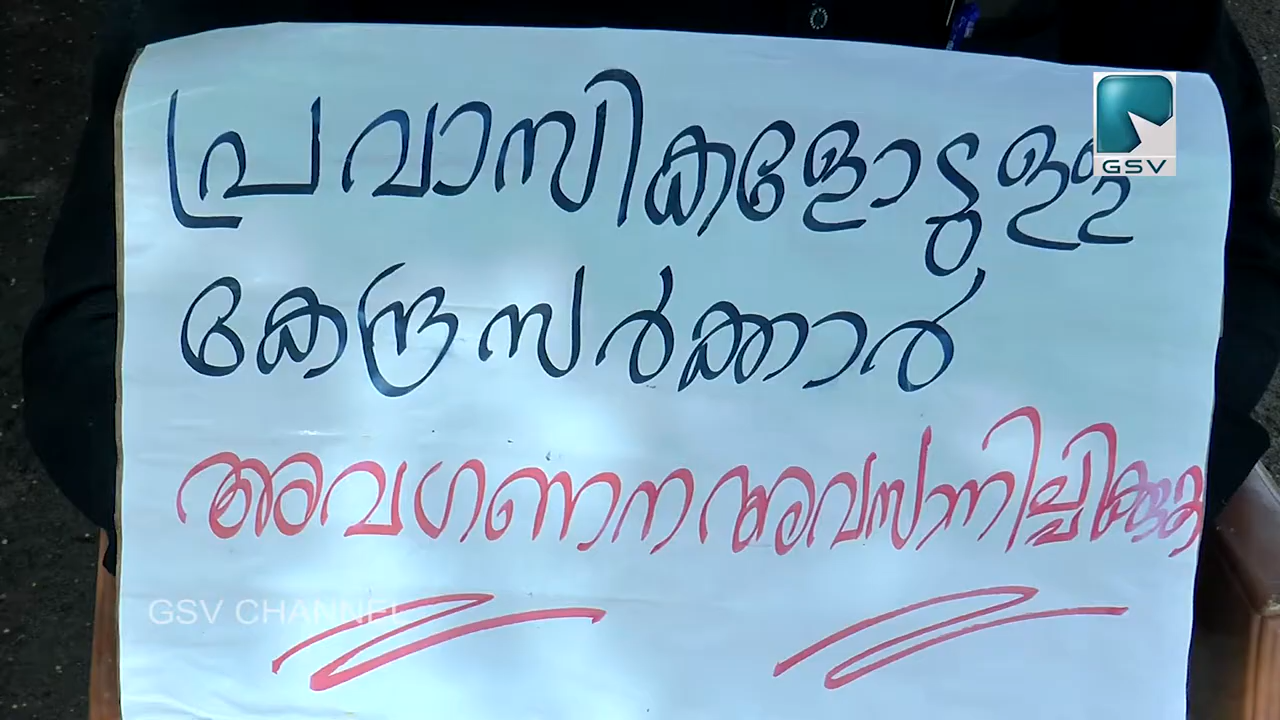 പ്രവാസികളോടുള്ള
GSV
കേന്ദ്രസർക്കാർ
അവഗണന അവസാനിപ്പിക്കുക
GSV CHANNEL